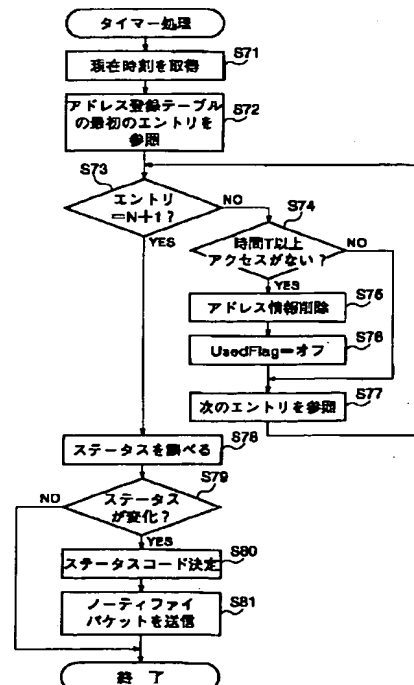 タイマー処理
現在時刻を取得
S71
アドレス登録テーブル
の最初のエントリを
参照
S72
S73
エントリ
=N+1?
NO
YES
S74
時間T以上
アクセスがない?
NO
YES
アドレス情報削除
S75
UsedFlag=オフ
S76
次のエントリを参照
S77
ステータスを調べる
S78
S79
ステータス
が変化?
NO
YES
ステータスコード決定
S80
ノーティファイ
パケットを送信
S81
終了